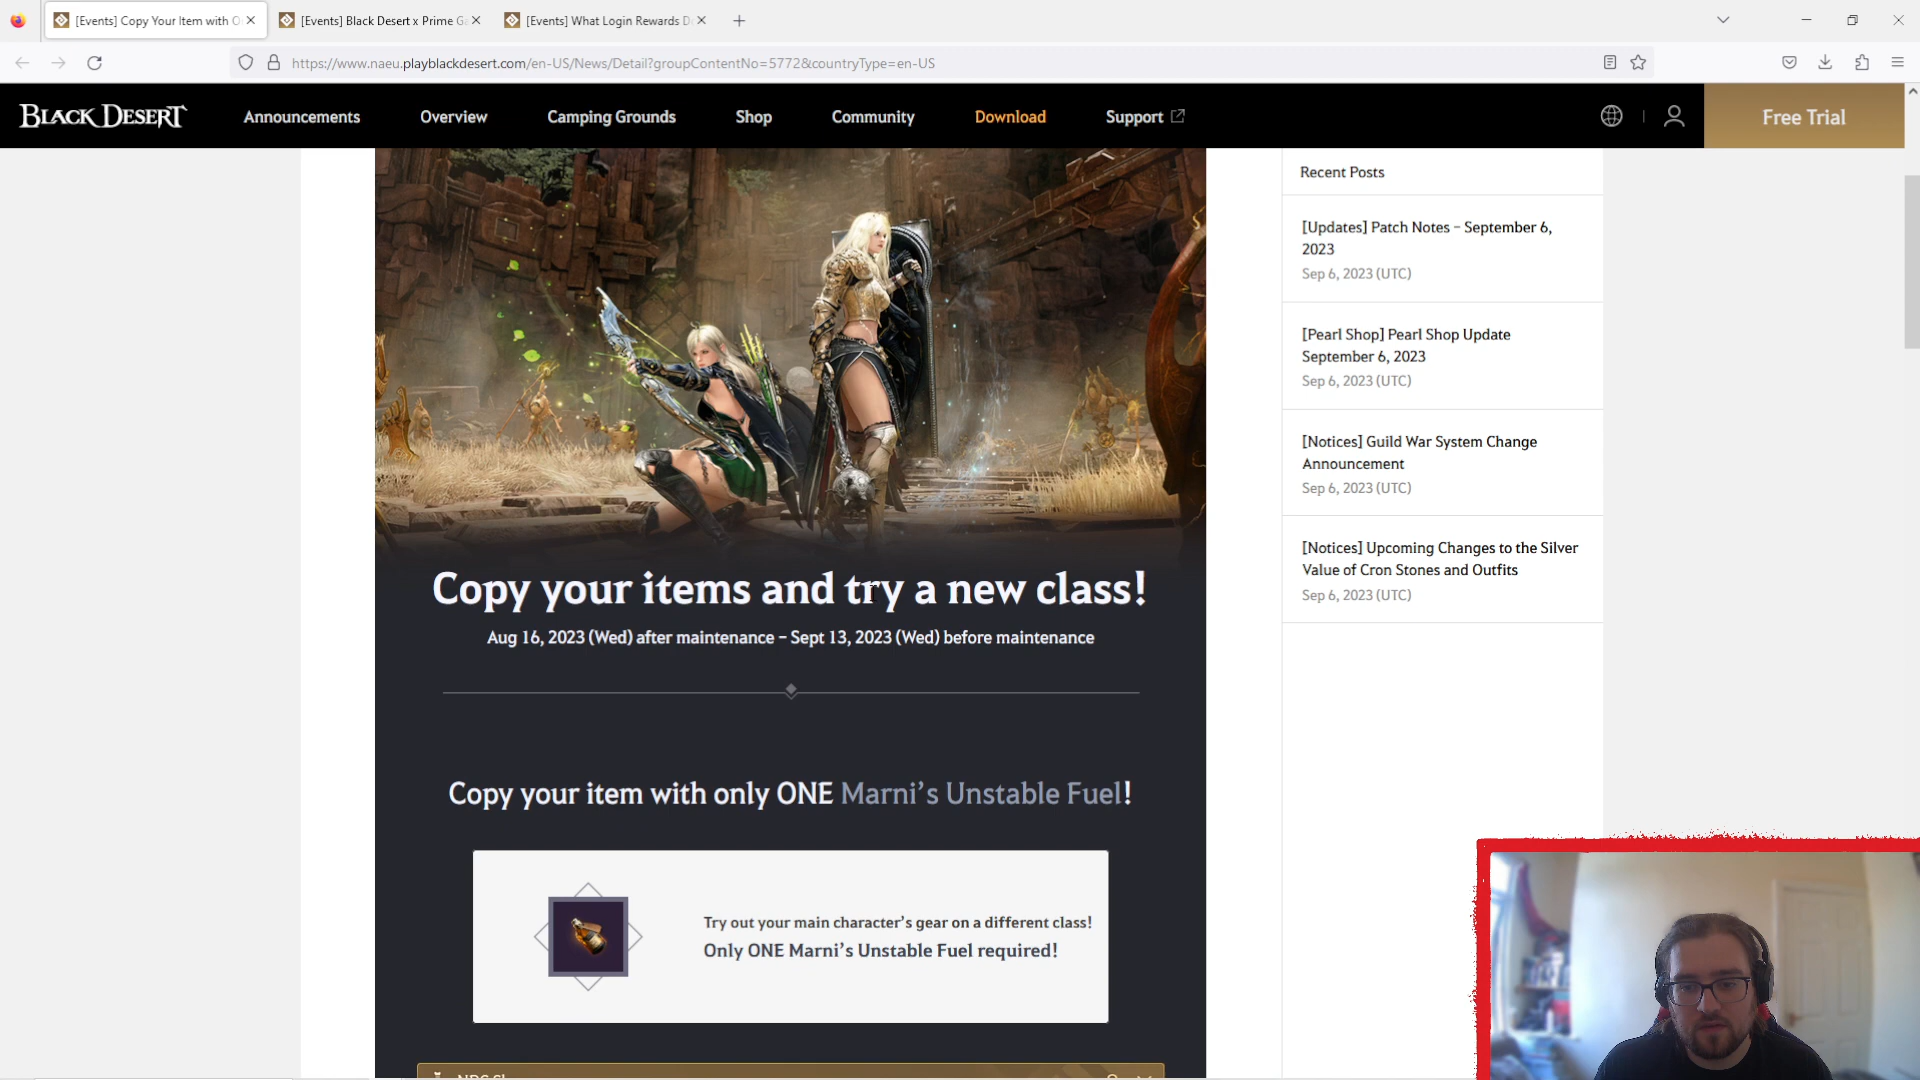 [Events] Copy Your Item with O
[Events] Black Desert x Prime G
[Events] What Login Rewards D
https://www.naeu.playblackdesert.com/en-US/News/Detail?groupContentNo=5772&countryType=en-US
BLACK DESERT
Announcements
Overview
Camping Grounds
Shop
Community
Download
Support
Free Trial
Recent Posts
[Updates] Patch Notes – September 6,
2023
Sep 6, 2023 (UTC)
[Pearl Shop] Pearl Shop Update
September 6, 2023
Sep 6, 2023 (UTC)
[Notices] Guild War System Change
Announcement
Sep 6, 2023 (UTC)
[Notices] Upcoming Changes to the Silver
Value of Cron Stones and Outfits
Sep 6, 2023 (UTC)
Copy your items and try a new class!
Aug 16, 2023 (Wed) after maintenance – Sept 13, 2023 (Wed) before maintenance
Copy your item with only ONE Marni's Unstable Fuel!
Try out your main character's gear on a different class!
Only ONE Marni's Unstable Fuel required!